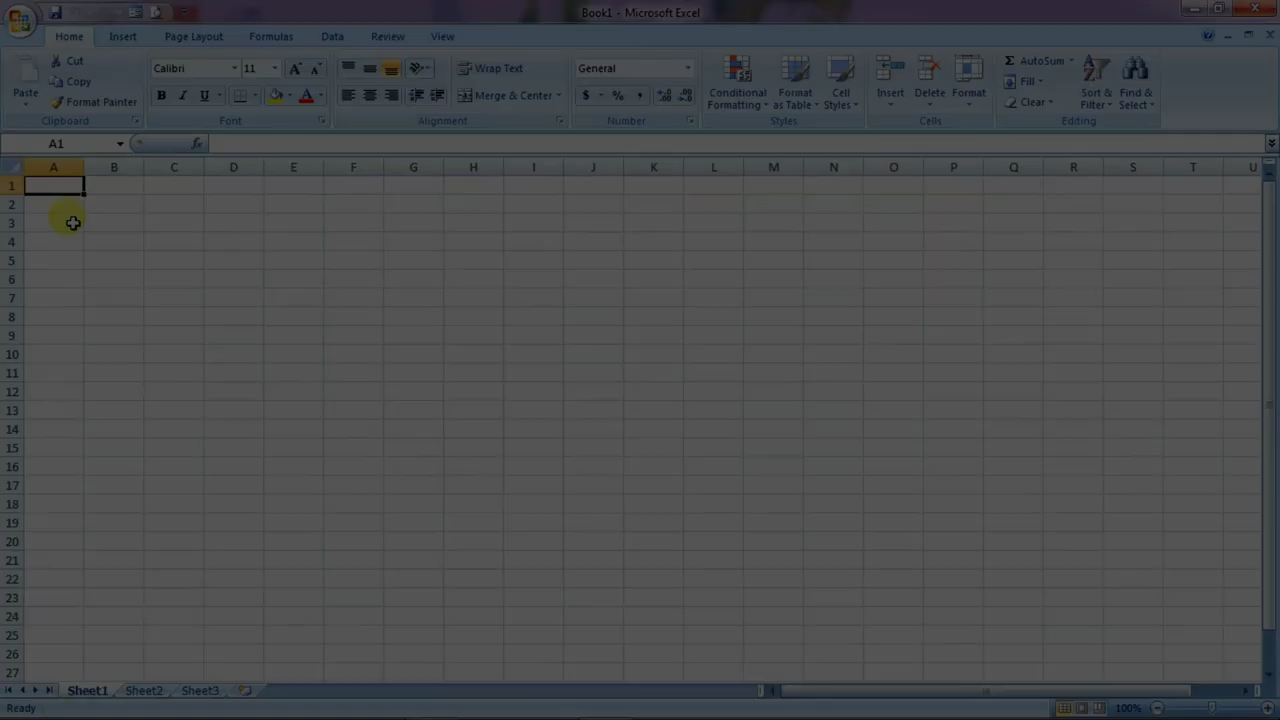 Book1 - Microsoft Excel
Home Insert Page Layout Formulas Data Review View
Paste
Cut
Copy
Format Painter
Clipboard
Calibri 11
B I U
Font
Wrap Text
Merge & Center
Alignment
General
$ % ,
Number
Conditional Formatting
Format as Table
Cell Styles
Styles
Insert
Delete
Format
Cells
Σ AutoSum
Fill
Clear
Sort & Filter
Find & Select
Editing
A1 fx
A B C D E F G H I J K L M N O P Q R S T U
1
2
3
4
5
6
7
8
9
10
11
12
13
14
15
16
17
18
19
20
21
22
23
24
25
26
27
Sheet1 Sheet2 Sheet3
Ready 100%